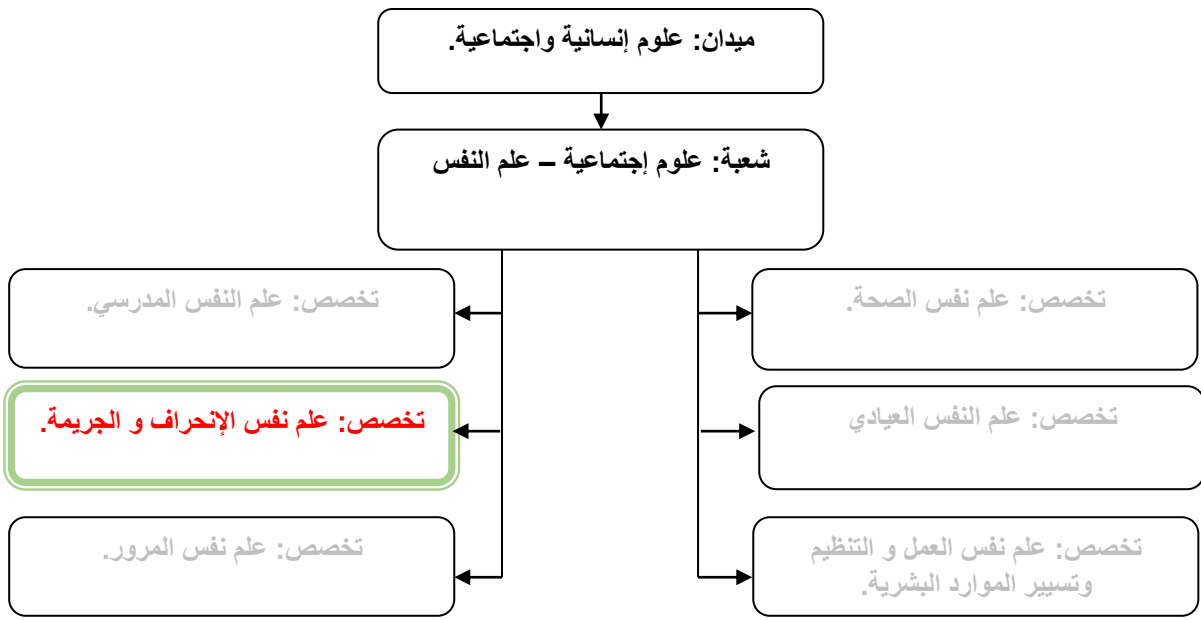 ميدان: علوم إنسانية واجتماعية.
شعبة: علوم إجتماعية – علم النفس
تخصص: علم نفس الصحة.
تخصص: علم النفس المدرسي.
تخصص: علم النفس العيادي
تخصص: علم نفس الإنحراف و الجريمة.
تخصص: علم نفس العمل و التنظيم
وتسيير الموارد البشرية.
تخصص: علم نفس المرور.